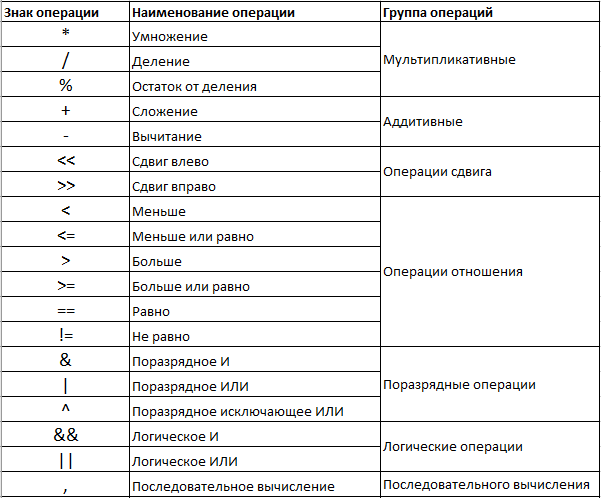 Знак операции Наименование операции Группа операций
* Умножение
/ Деление Мультипликативные
% Остаток от деления
+ Сложение
Аддитивные
- Вычитание
<< Сдвиг влево
Операции сдвига
>> Сдвиг вправо
< Меньше
<= Меньше или равно
> Больше
Операции отношения
>= Больше или равно
== Равно
!= Не равно
& Поразрядное И
| Поразрядное ИЛИ Поразрядные операции
^ Поразрядное исключающее ИЛИ
&& Логическое И
Логические операции
|| Логическое ИЛИ
, Последовательное вычисление Последовательного вычисления